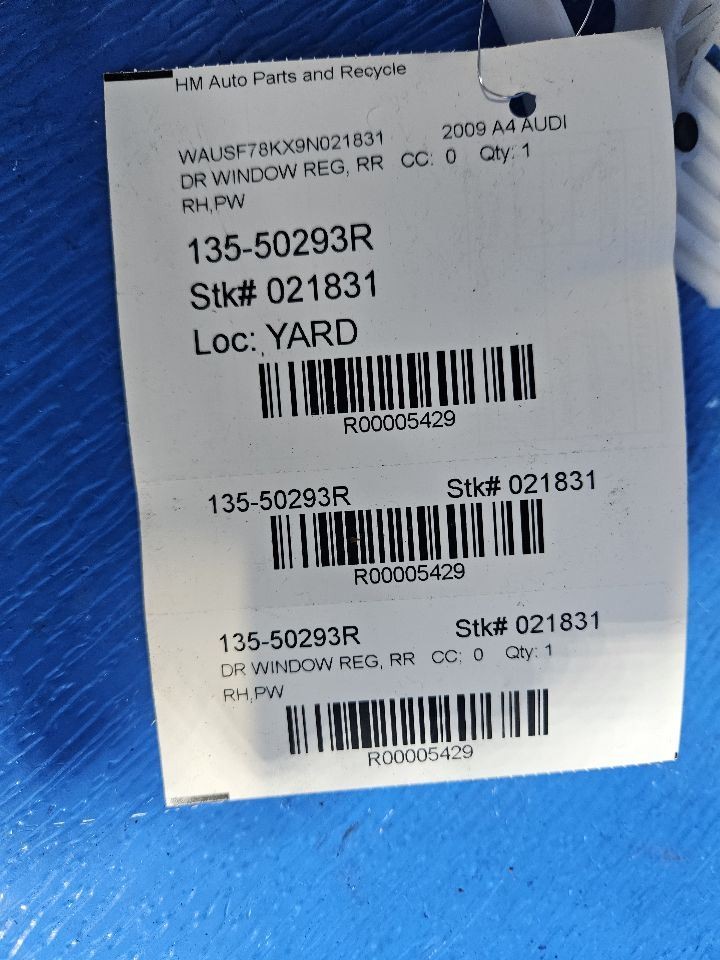 HM Auto Parts and Recycle
WAUSF78KX9N021831 2009 A4 AUDI
DR WINDOW REG, RR CC: 0 Qty: 1
RH,PW
135-50293R
Stk# 021831
Loc: YARD
R00005429
135-50293R Stk# 021831
R00005429
135-50293R Stk# 021831
DR WINDOW REG, RR CC: 0 Qty: 1
RH,PW
R00005429